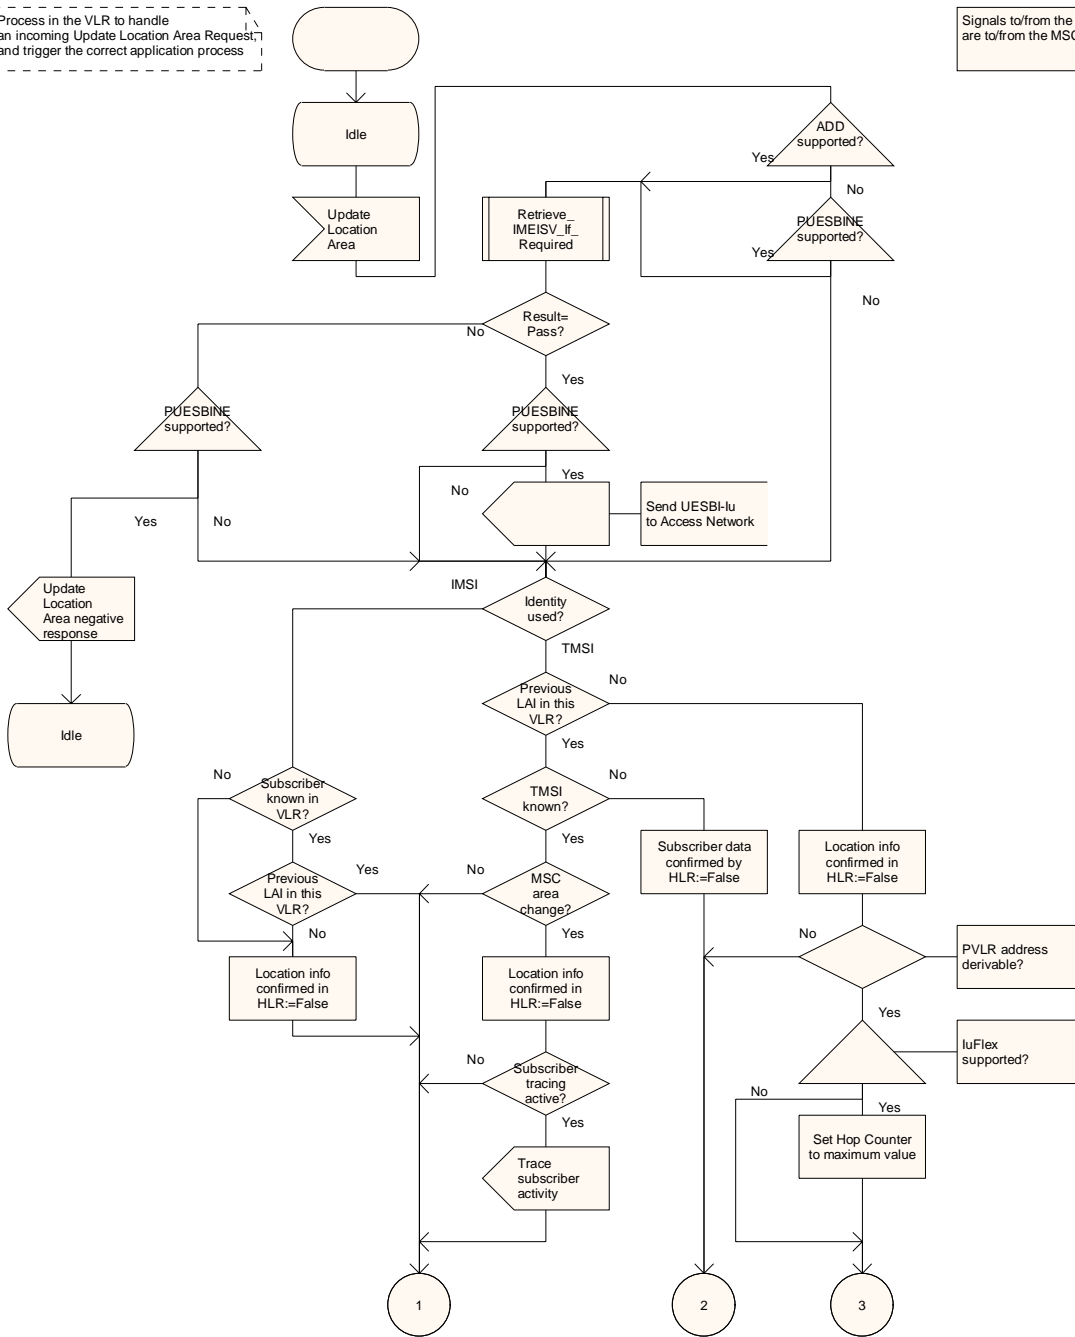 Process in the VLR to handle
an incoming Update Location Area Request,
and trigger the correct application process
Signals to/from the
are to/from the MSC
Idle
ADD
supported?
Yes
No
Update
Location
Area
Retrieve_
IMEISV_If_
Required
PUESBINE
supported?
Yes
No
Result=
Pass?
No
Yes
PUESBINE
supported?
PUESBINE
supported?
Yes
No
Yes
No
Send UESBI-Iu
to Access Network
Update
Location
Area negative
response
IMSI
Identity
used?
TMSI
Idle
Previous
LAI in this
VLR?
No
Yes
No
Subscriber
known in
VLR?
Yes
TMSI
known?
No
Yes
Subscriber data
confirmed by
HLR:=False
Location info
confirmed in
HLR:=False
Previous
LAI in this
VLR?
Yes
No
No
MSC
area
change?
Yes
No
PVLR address
derivable?
Yes
Location info
confirmed in
HLR:=False
Location info
confirmed in
HLR:=False
IuFlex
supported?
No
Subscriber
tracing
active?
Yes
No
Yes
Set Hop Counter
to maximum value
Trace
subscriber
activity
1
2
3